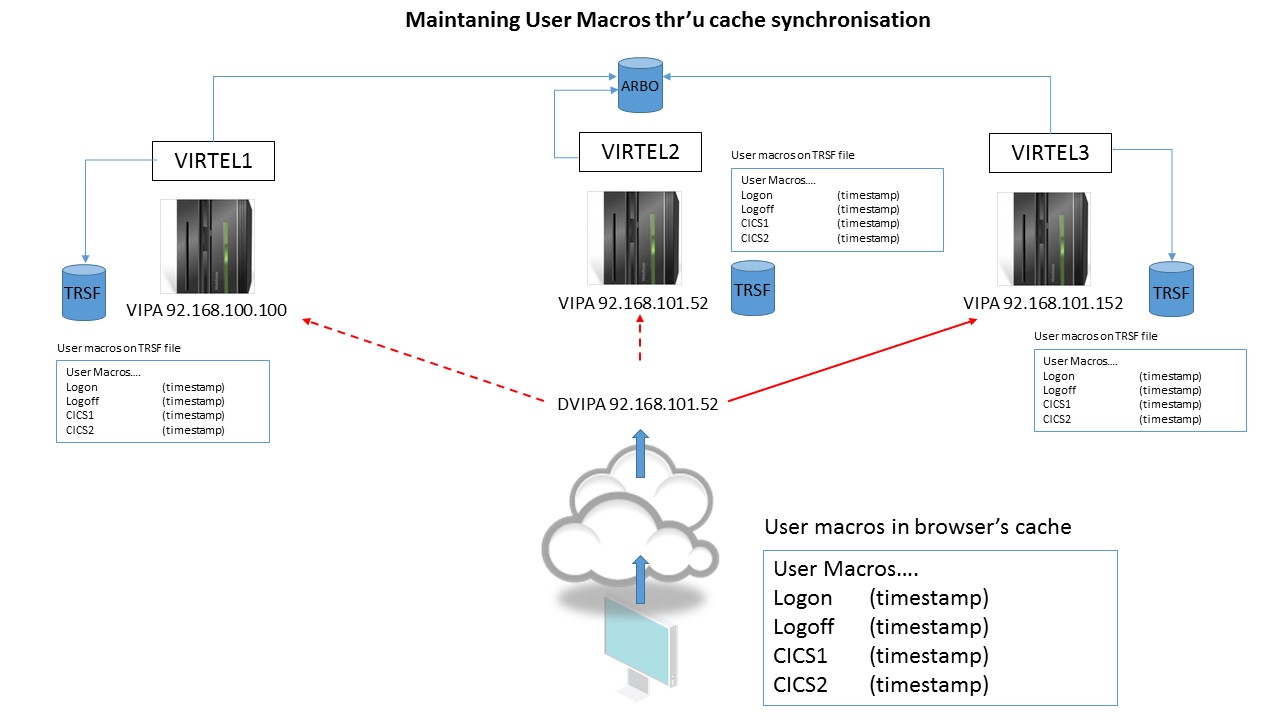 Maintaning User Macros thr’u cache synchronisation
ARBO
VIRTEL1
VIRTEL2
VIRTEL3
User macros on TRSF file
User Macros....
Logon (timestamp)
Logoff (timestamp)
CICS1 (timestamp)
CICS2 (timestamp)
TRSF
VIPA 92.168.100.100
VIPA 92.168.101.52
TRSF
VIPA 92.168.101.152
TRSF
User macros on TRSF file
User Macros....
Logon (timestamp)
Logoff (timestamp)
CICS1 (timestamp)
CICS2 (timestamp)
User macros on TRSF file
User Macros....
Logon (timestamp)
Logoff (timestamp)
CICS1 (timestamp)
CICS2 (timestamp)
DVIPA 92.168.101.52
User macros in browser’s cache
User Macros....
Logon (timestamp)
Logoff (timestamp)
CICS1 (timestamp)
CICS2 (timestamp)